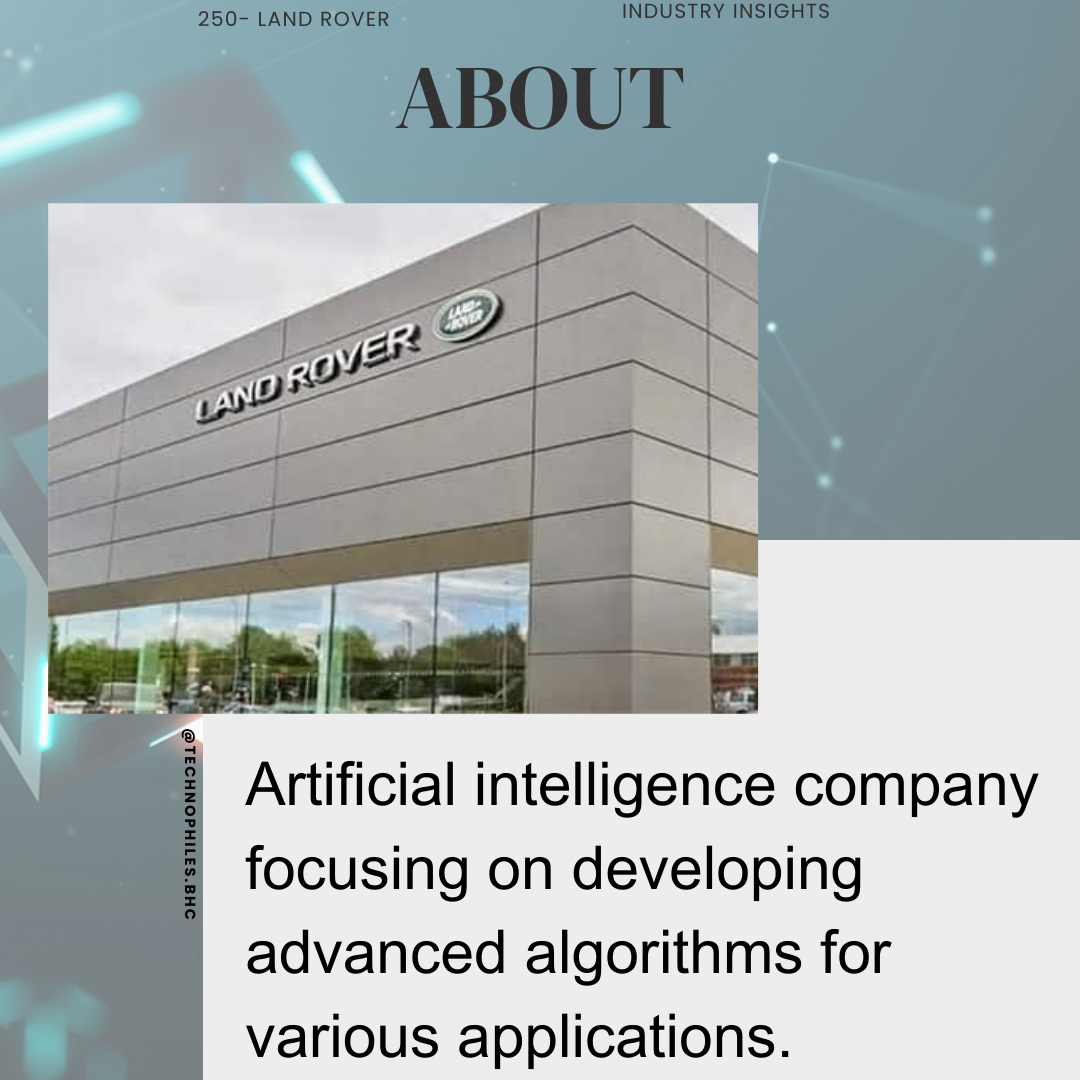 250- LAND ROVER
INDUSTRY INSIGHTS
ABOUT
LAND ROVER
LAND ROVER
@TECHNOPHILES.BHC
Artificial intelligence company
focusing on developing
advanced algorithms for
various applications.